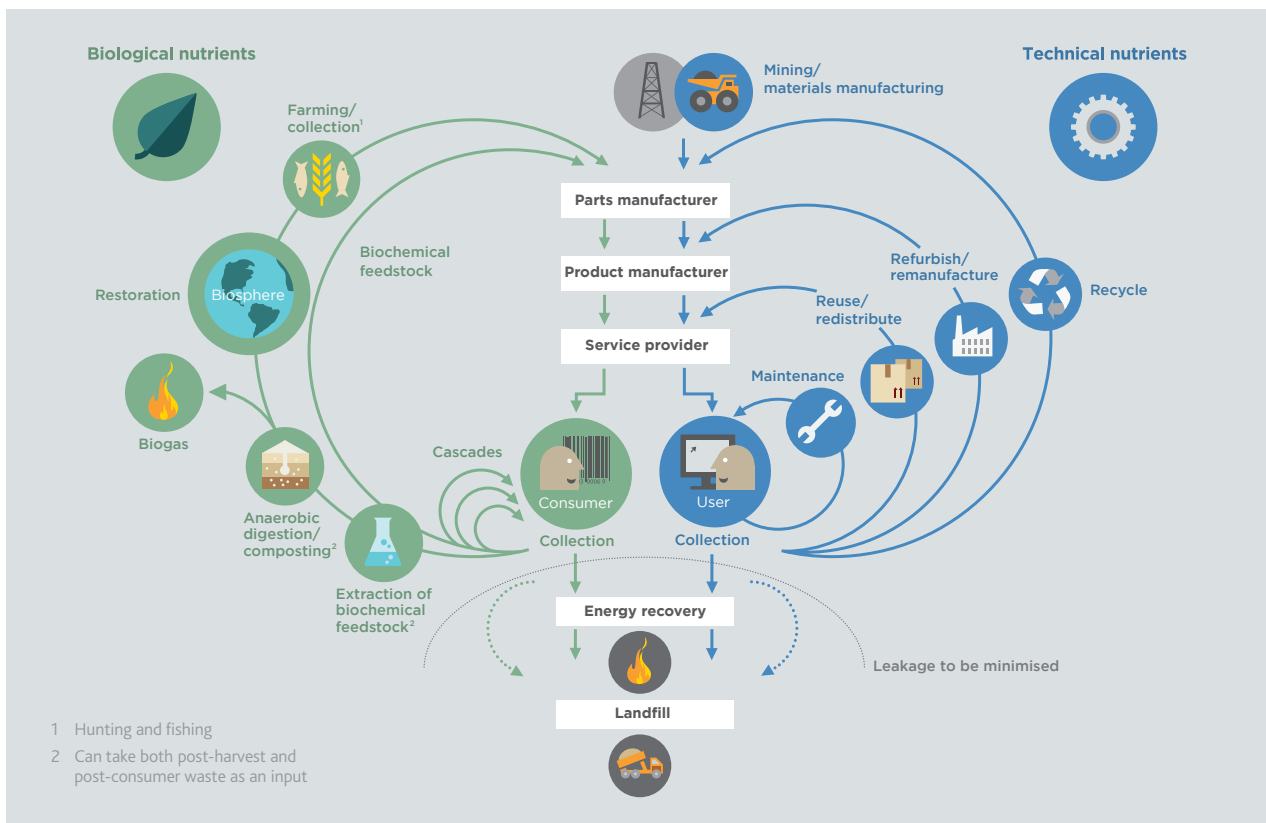 Biological nutrients
Technical nutrients
Mining/
materials manufacturing
Farming/
collection¹
Parts manufacturer
Biochemical
feedstock
Product manufacturer
Refurbish/
remanufacture
Restoration
Biosphere
Recycle
Reuse/
redistribute
Service provider
Maintenance
Biogas
Cascades
Consumer
User
Anaerobic
digestion/
composting²
Collection
Collection
Extraction of
biochemical
feedstock²
Energy recovery
Leakage to be minimised
Landfill
1 Hunting and fishing
2 Can take both post-harvest and
post-consumer waste as an input